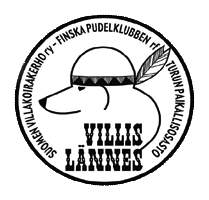 SUOMEN VILLAKOIRAKERHO ry - FINSKA PUDELKLUBBEN rf
TURUN PAIKALLISOSASTO
VILLIS
LÄNNES